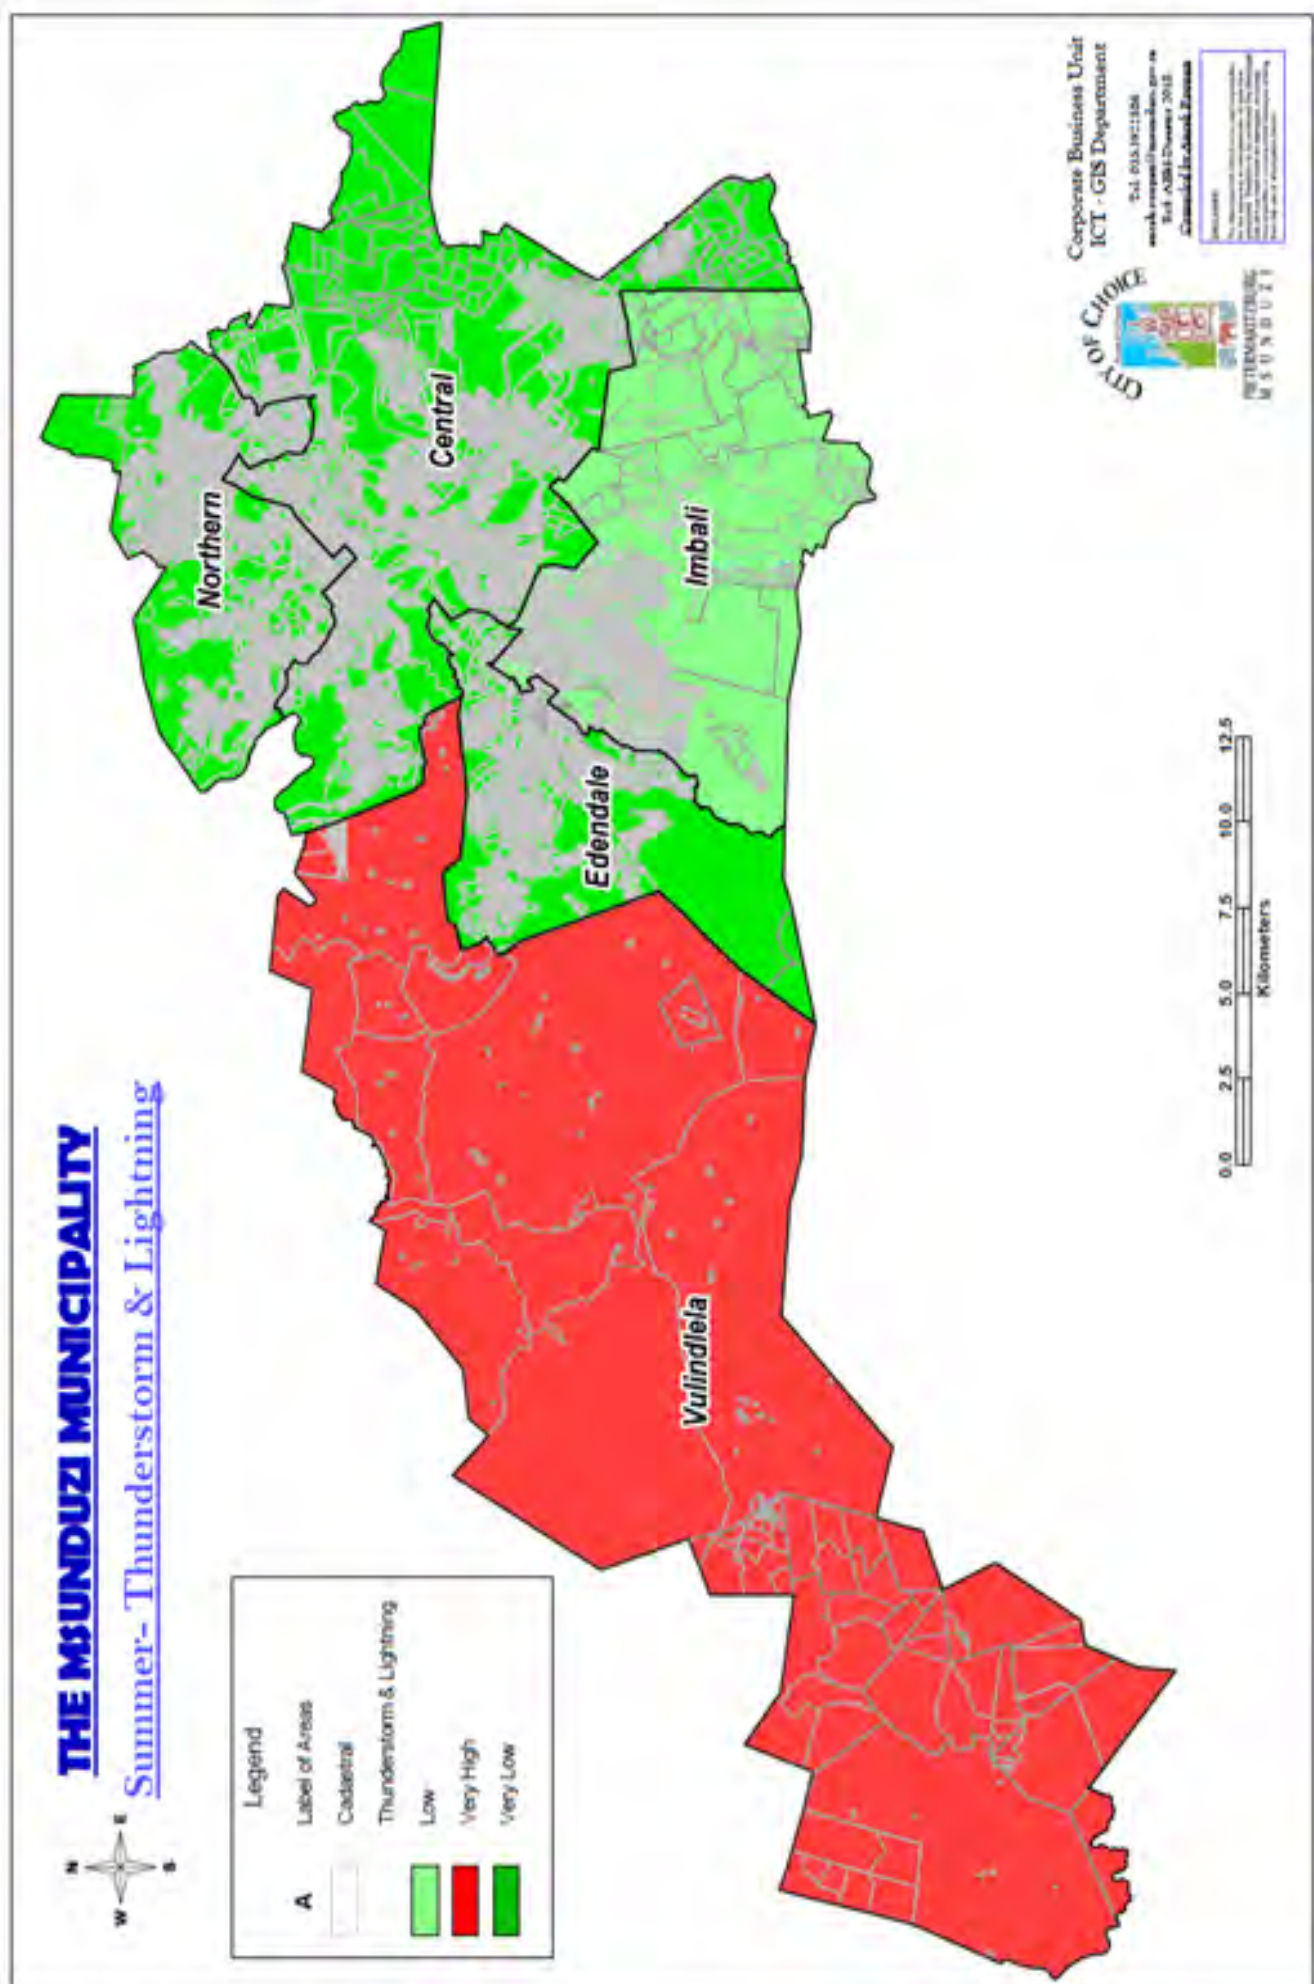 THE MSUNDUZI MUNICIPALITY
Summer- Thunderstorm & Lightning
N
W
E
S
Legend
A Label of Areas
Cadastral
Thunderstorm & Lightning
Low
Very High
Very Low
Northern
Central
Edendale
Imbali
Vulindlela
0.0 2.5 5.0 7.5 10.0 12.5
Kilometers
CITY OF CHOICE
PIETERMARITZBURG
MSUNDUZI
Corporate Business Unit
ICT - GIS Department